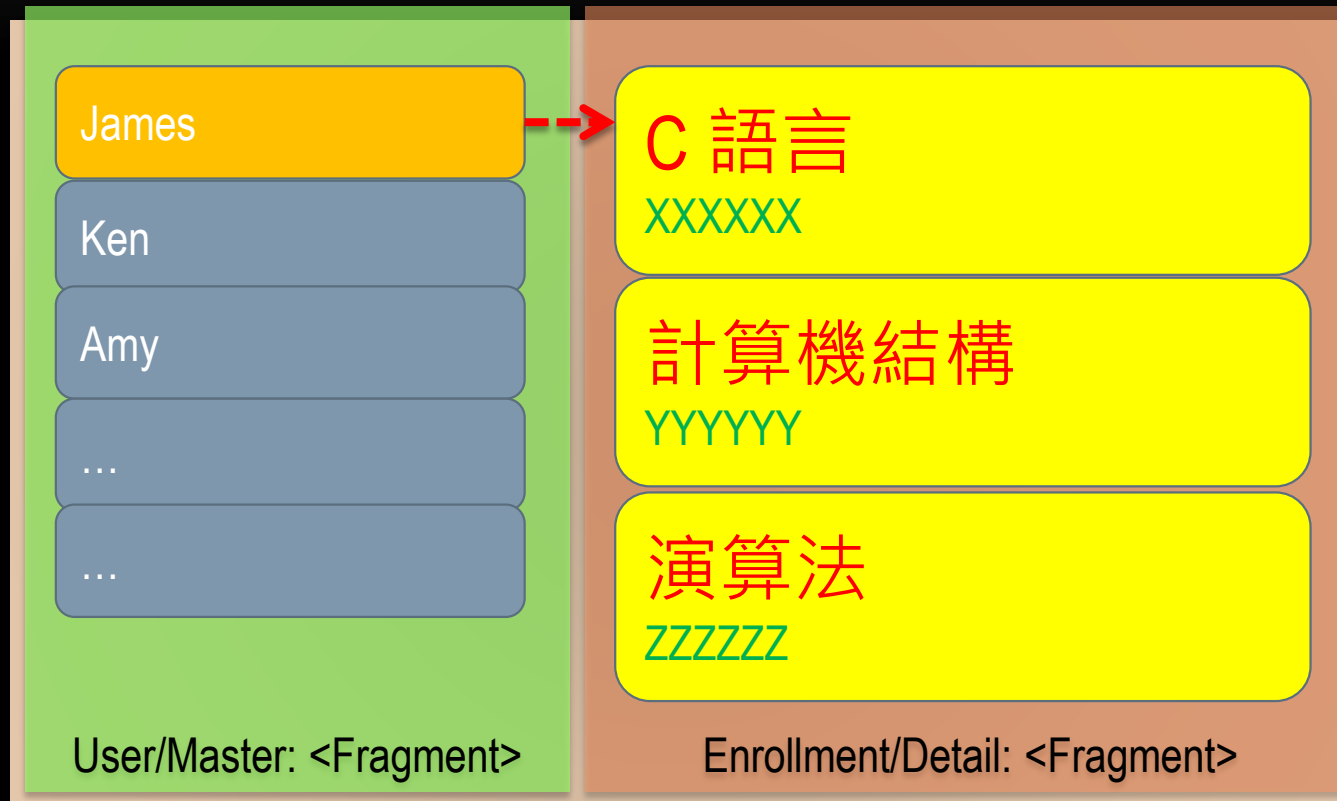 James
Ken
Amy
…
…
User/Master: <Fragment>
C 語言
XXXXXX
計算機結構
YYYYYY
演算法
ZZZZZZ
Enrollment/Detail: <Fragment>